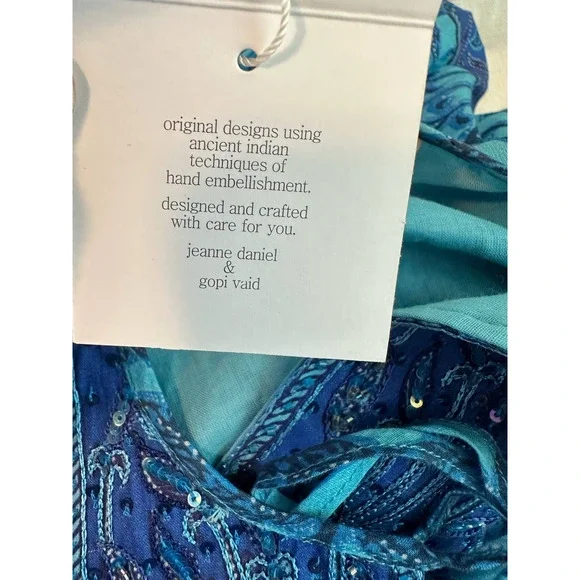 original designs using
ancient indian
techniques of
hand embellishment.
designed and crafted
with care for you.
jeanne daniel
&
gopi vaid